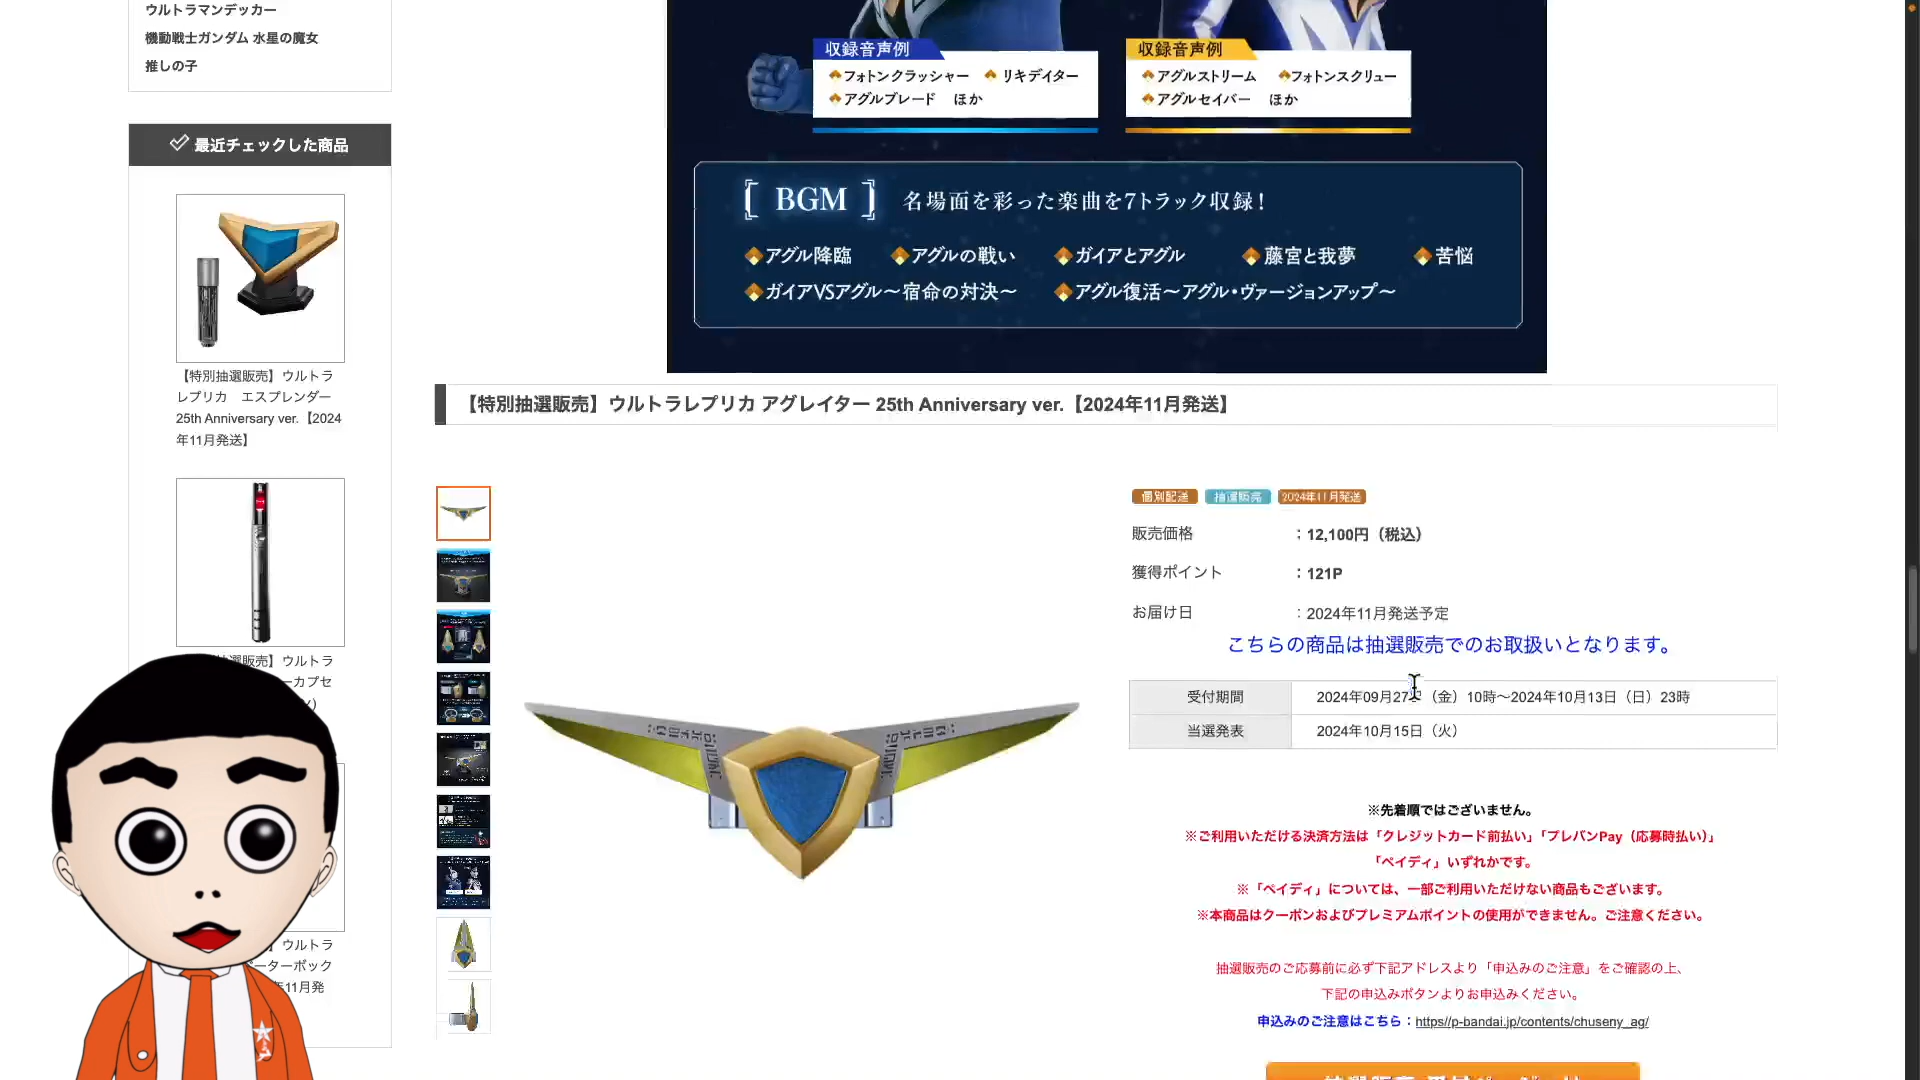 ウルトラマンデッカー
機動戦士ガンダム 水星の魔女
推しの子
最近チェックした商品
【特別抽選販売】ウルトラ
レプリカ　エスプレンダー
25th Anniversary ver.【2024
年11月発送】
抽選販売】ウルトラ
ーカプセ
】ウルトラ
ーターボック
年11月発
収録音声例
フォトンクラッシャー リキデイター
アグルブレード ほか
収録音声例
アグルストリーム フォトンスクリュー
アグルセイバー ほか
[ BGM ] 名場面を彩った楽曲を7トラック収録！
アグル降臨 アグルの戦い ガイアとアグル 藤宮と我夢 苦悩
ガイアVSアグル～宿命の対決～ アグル復活～アグル・ヴァージョンアップ～
【特別抽選販売】ウルトラレプリカ アグレイター 25th Anniversary ver.【2024年11月発送】
個別配送 抽選販売 2024年11月発送
販売価格 ：12,100円（税込）
獲得ポイント ：121P
お届け日 ：2024年11月発送予定
こちらの商品は抽選販売でのお取扱いとなります。
受付期間 2024年09月27日（金）10時～2024年10月13日（日）23時
当選発表 2024年10月15日（火）
※先着順ではございません。
※ご利用いただける決済方法は「クレジットカード前払い」「プレバンPay（応募時払い）」
「ペイディ」いずれかです。
※「ペイディ」については、一部ご利用いただけない商品もございます。
※本商品はクーポンおよびプレミアムポイントの使用ができません。ご注意ください。
抽選販売のご応募前に必ず下記アドレスより「申込みのご注意」をご確認の上、
下記の申込みボタンよりお申込みください。
申込みのご注意はこちら：https//p-bandai.jp/contents/chuseny_ag/